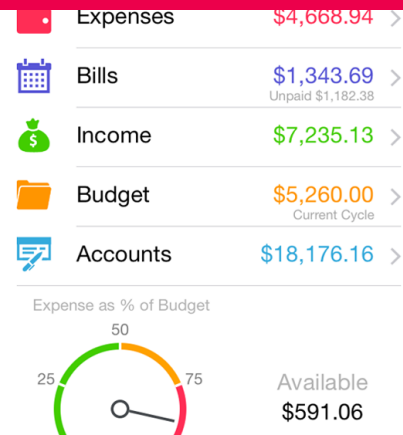 Expenses $4,668.94
Bills $1,343.69
Unpaid $1,182.38
Income $7,235.13
$
Budget $5,260.00
Current Cycle
Accounts $18,176.16
Expense as % of Budget
50
25 75
Available
$591.06